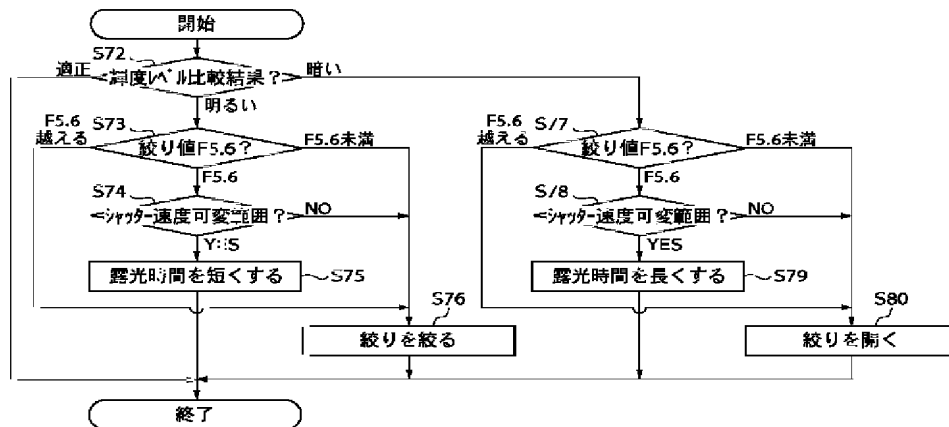 開始
S72
適正
輝度レベル比較結果？
暗い
明るい
F5.6
越える
S73
絞り値F5.6？
F5.6未満
F5.6
S74
シャッター速度可変範囲？
NO
YES
露光時間を短くする
S75
S76
絞りを絞る
F5.6
越える
S77
絞り値F5.6？
F5.6未満
F5.6
S78
シャッター速度可変範囲？
NO
YES
露光時間を長くする
S79
S80
絞りを開く
終了